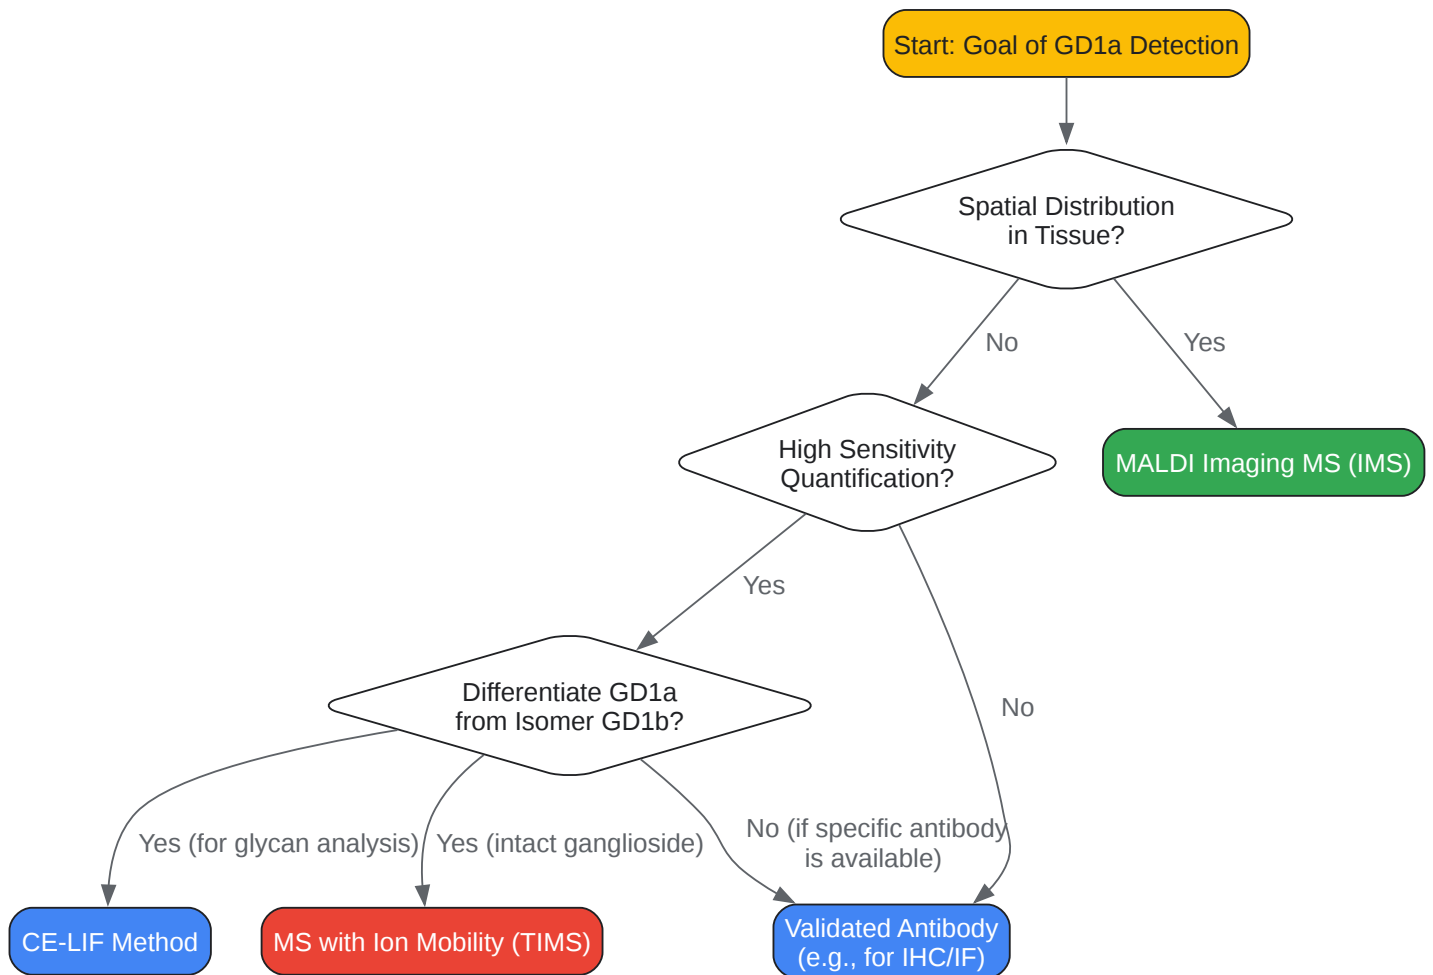 Start: Goal of GD1a Detection
Spatial Distribution
in Tissue?
No
Yes
High Sensitivity
Quantification?
MALDI Imaging MS (IMS)
Yes
No
Differentiate GD1a
from Isomer GD1b?
Yes (for glycan analysis)
Yes (intact ganglioside)
No (if specific antibody
is available)
CE-LIF Method
MS with Ion Mobility (TIMS)
Validated Antibody
(e.g., for IHC/IF)